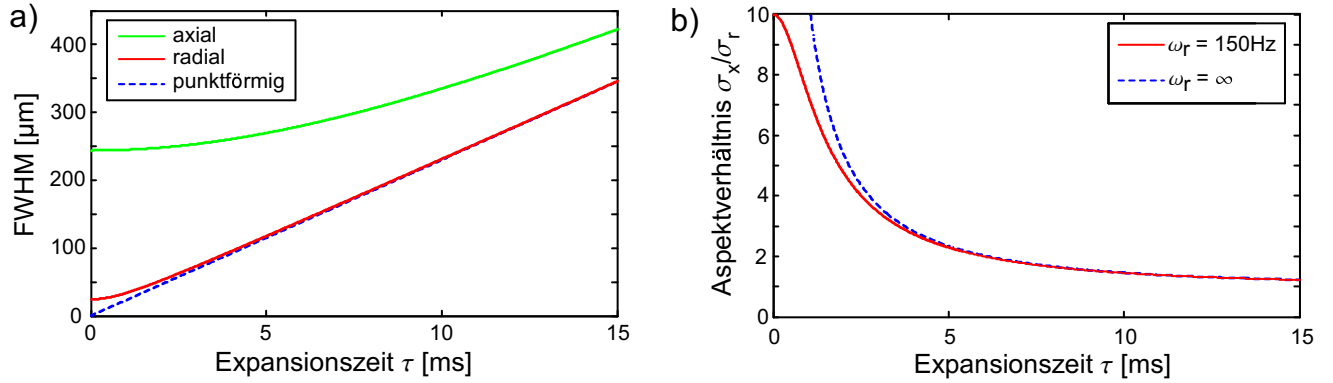 a)
400
300
200
100
0
FWHM [µm]
axial
radial
punktförmig
0 5 10 15
Expansionszeit τ [ms]
b)
10
8
6
4
2
0
Aspektverhältnis σx/σr
ωr = 150Hz
ωr = ∞
0 5 10 15
Expansionszeit τ [ms]